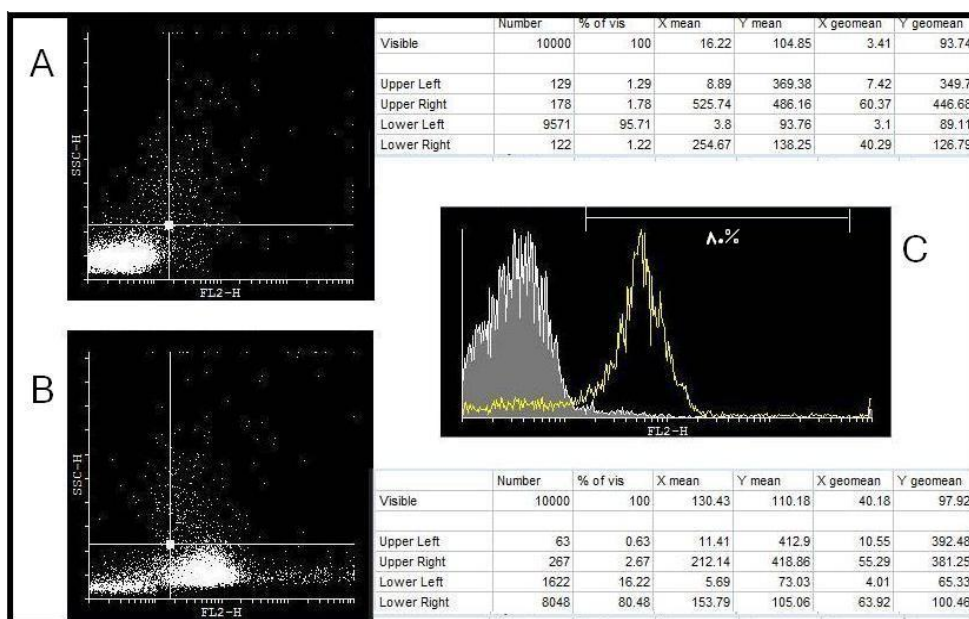 A
SSC-H
FL2-H
Number % of vis X mean Y mean X geomean Y geomean
Visible 10000 100 16.22 104.85 3.41 93.74
Upper Left 129 1.29 8.89 369.38 7.42 349.7
Upper Right 178 1.78 525.74 486.16 60.37 446.68
Lower Left 9571 95.71 3.8 93.76 3.1 89.11
Lower Right 122 1.22 254.67 138.25 40.29 126.79
۸۰%
C
FL2-H
B
SSC-H
FL2-H
Number % of vis X mean Y mean X geomean Y geomean
Visible 10000 100 130.43 110.18 40.18 97.92
Upper Left 63 0.63 11.41 412.9 10.55 392.48
Upper Right 267 2.67 212.14 418.86 55.29 381.25
Lower Left 1622 16.22 5.69 73.03 4.01 65.33
Lower Right 8048 80.48 153.79 105.06 63.92 100.46